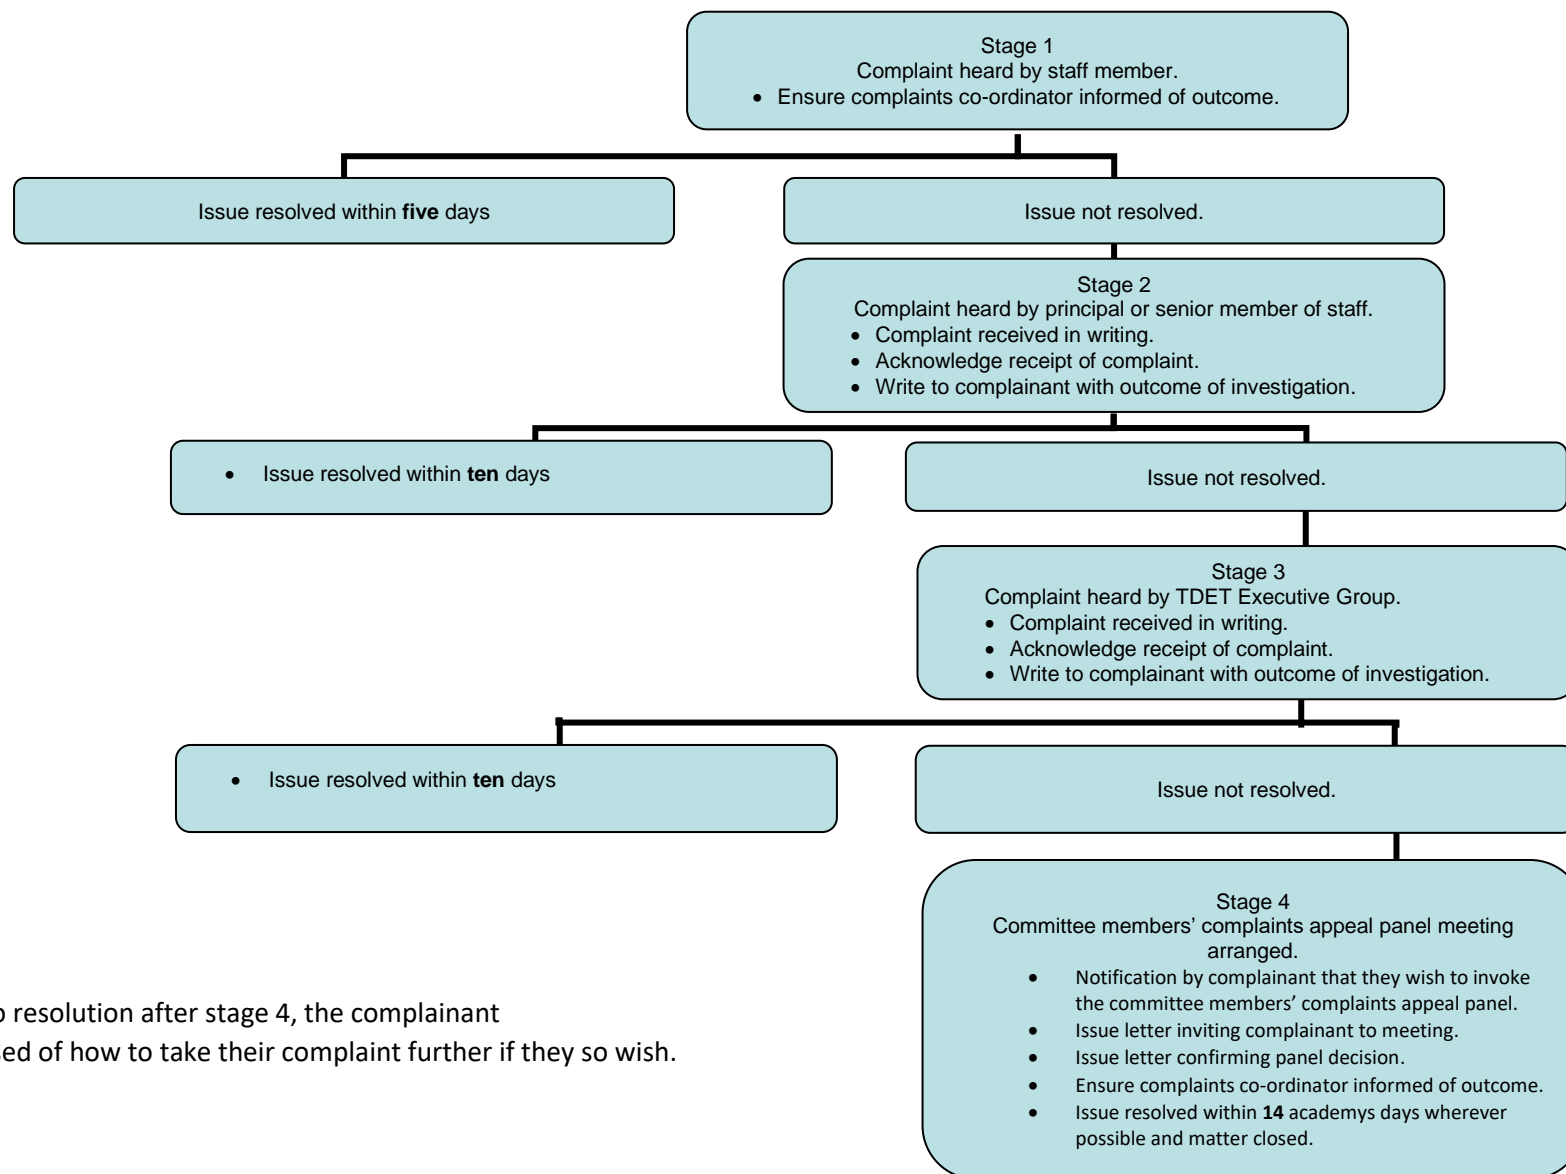 Stage 1
Complaint heard by staff member.
• Ensure complaints co-ordinator informed of outcome.
Issue resolved within five days
Issue not resolved.
Stage 2
Complaint heard by principal or senior member of staff.
• Complaint received in writing.
• Acknowledge receipt of complaint.
• Write to complainant with outcome of investigation.
• Issue resolved within ten days
Issue not resolved.
Stage 3
Complaint heard by TDET Executive Group.
• Complaint received in writing.
• Acknowledge receipt of complaint.
• Write to complainant with outcome of investigation.
• Issue resolved within ten days
Issue not resolved.
Stage 4
Committee members’ complaints appeal panel meeting
arranged.
• Notification by complainant that they wish to invoke
the committee members’ complaints appeal panel.
• Issue letter inviting complainant to meeting.
• Issue letter confirming panel decision.
• Ensure complaints co-ordinator informed of outcome.
• Issue resolved within 14 academys days wherever
possible and matter closed.
resolution after stage 4, the complainant
of how to take their complaint further if they so wish.